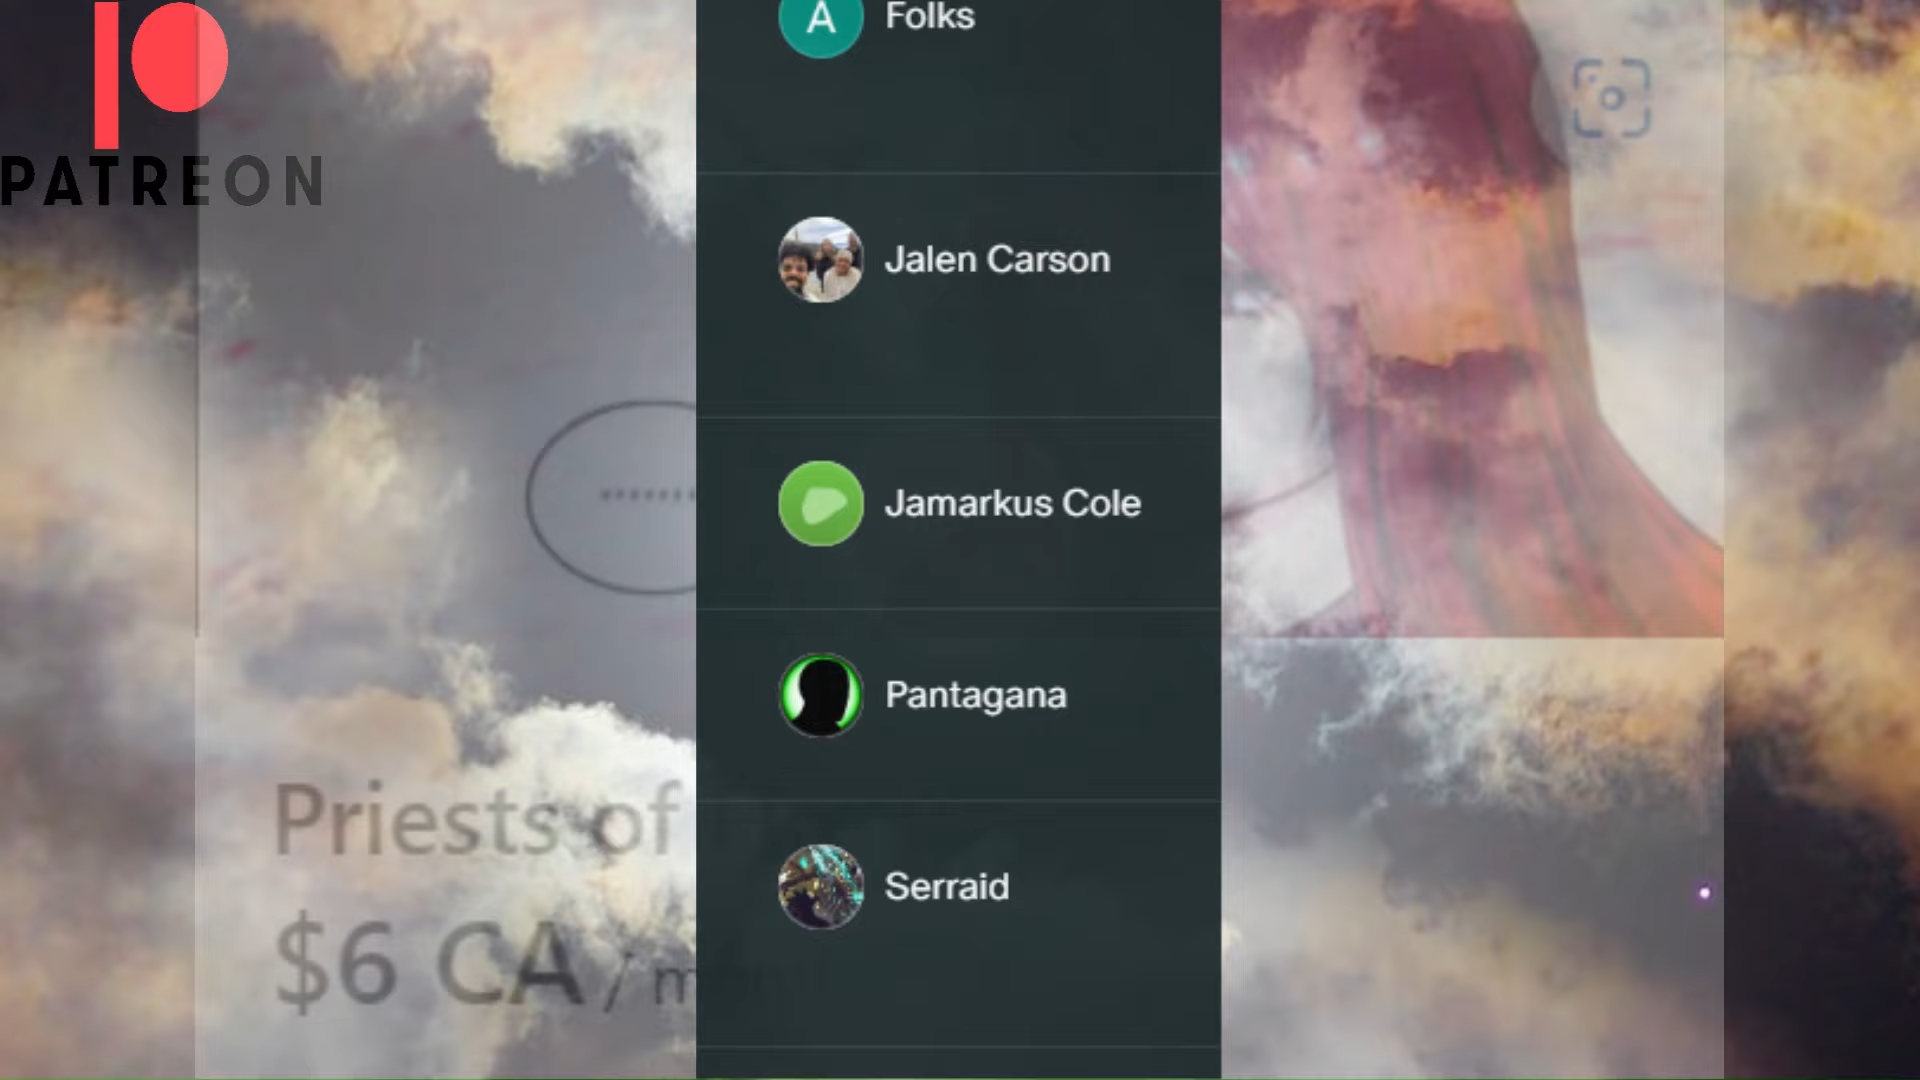 PATREON
A Folks
Jalen Carson
Jamarkus Cole
Pantagana
Serraid
Priests of
$6 CA / m